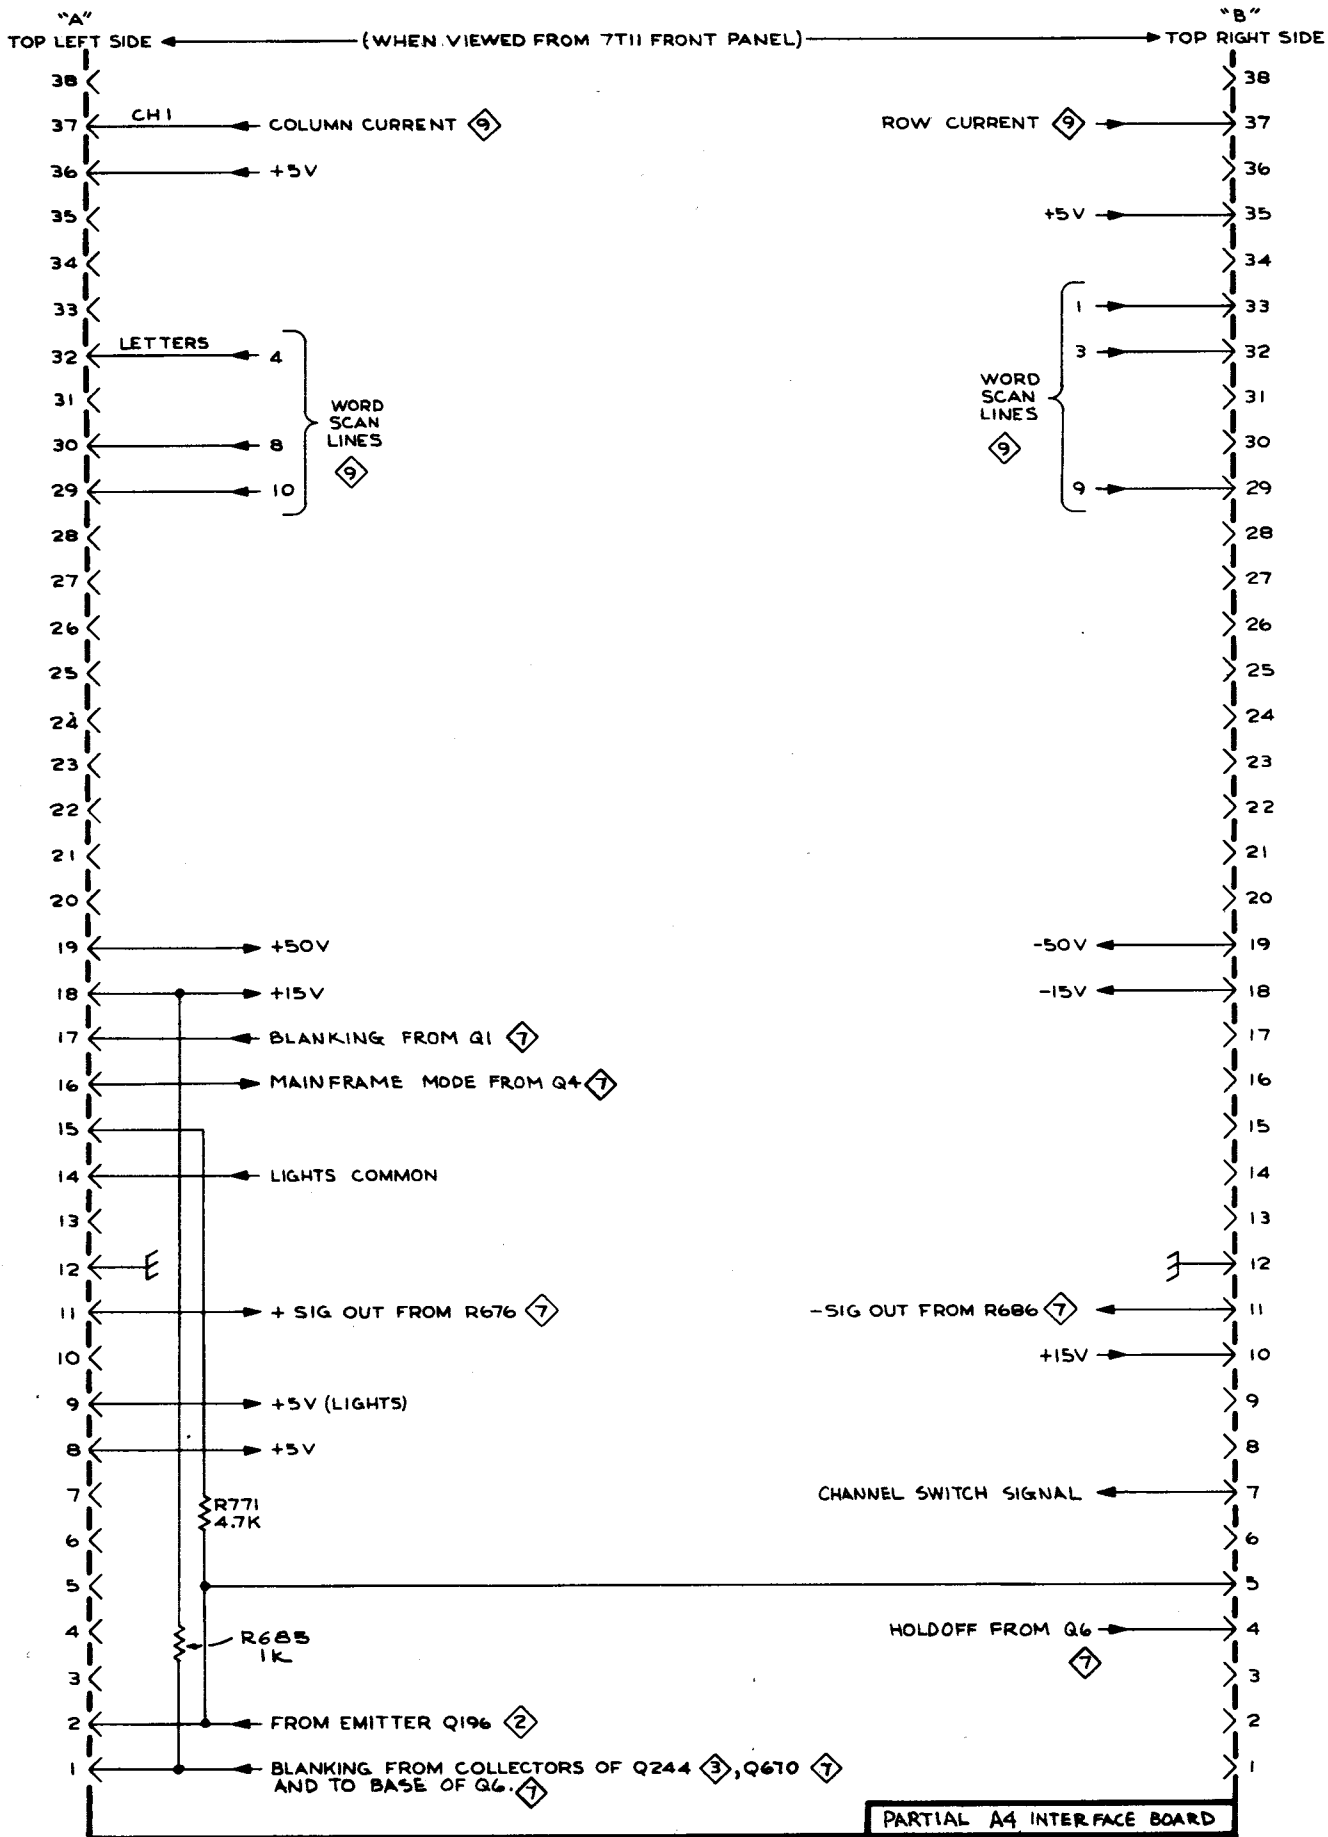 "A"
"B"
TOP LEFT SIDE
(WHEN VIEWED FROM 7T11 FRONT PANEL)
TOP RIGHT SIDE
38
38
37 CH1 COLUMN CURRENT 9
ROW CURRENT 9 37
36 +5V
36
35
+5V 35
34
34
33
1 33
32 LETTERS 4
3 32
31
WORD
SCAN
LINES
9
31
WORD
SCAN
LINES
9
30 8
30
29 10
9 29
28
28
27
27
26
26
25
25
24
24
23
23
22
22
21
21
20
20
19 +50V
-50V 19
18 +15V
-15V 18
17 BLANKING FROM Q1 7
17
16 MAINFRAME MODE FROM Q4 7
16
15
15
14 LIGHTS COMMON
14
13
13
12
12
11 + SIG OUT FROM R676 7
-SIG OUT FROM R686 7 11
10
+15V 10
9 +5V (LIGHTS)
9
8 +5V
8
7
R771
4.7K
CHANNEL SWITCH SIGNAL 7
6
6
5
5
4
R685
1K
HOLDOFF FROM Q6 4
7
3
3
2 FROM EMITTER Q196 2
2
1 BLANKING FROM COLLECTORS OF Q244 3, Q670 7
AND TO BASE OF Q6. 7
1
PARTIAL A4 INTERFACE BOARD